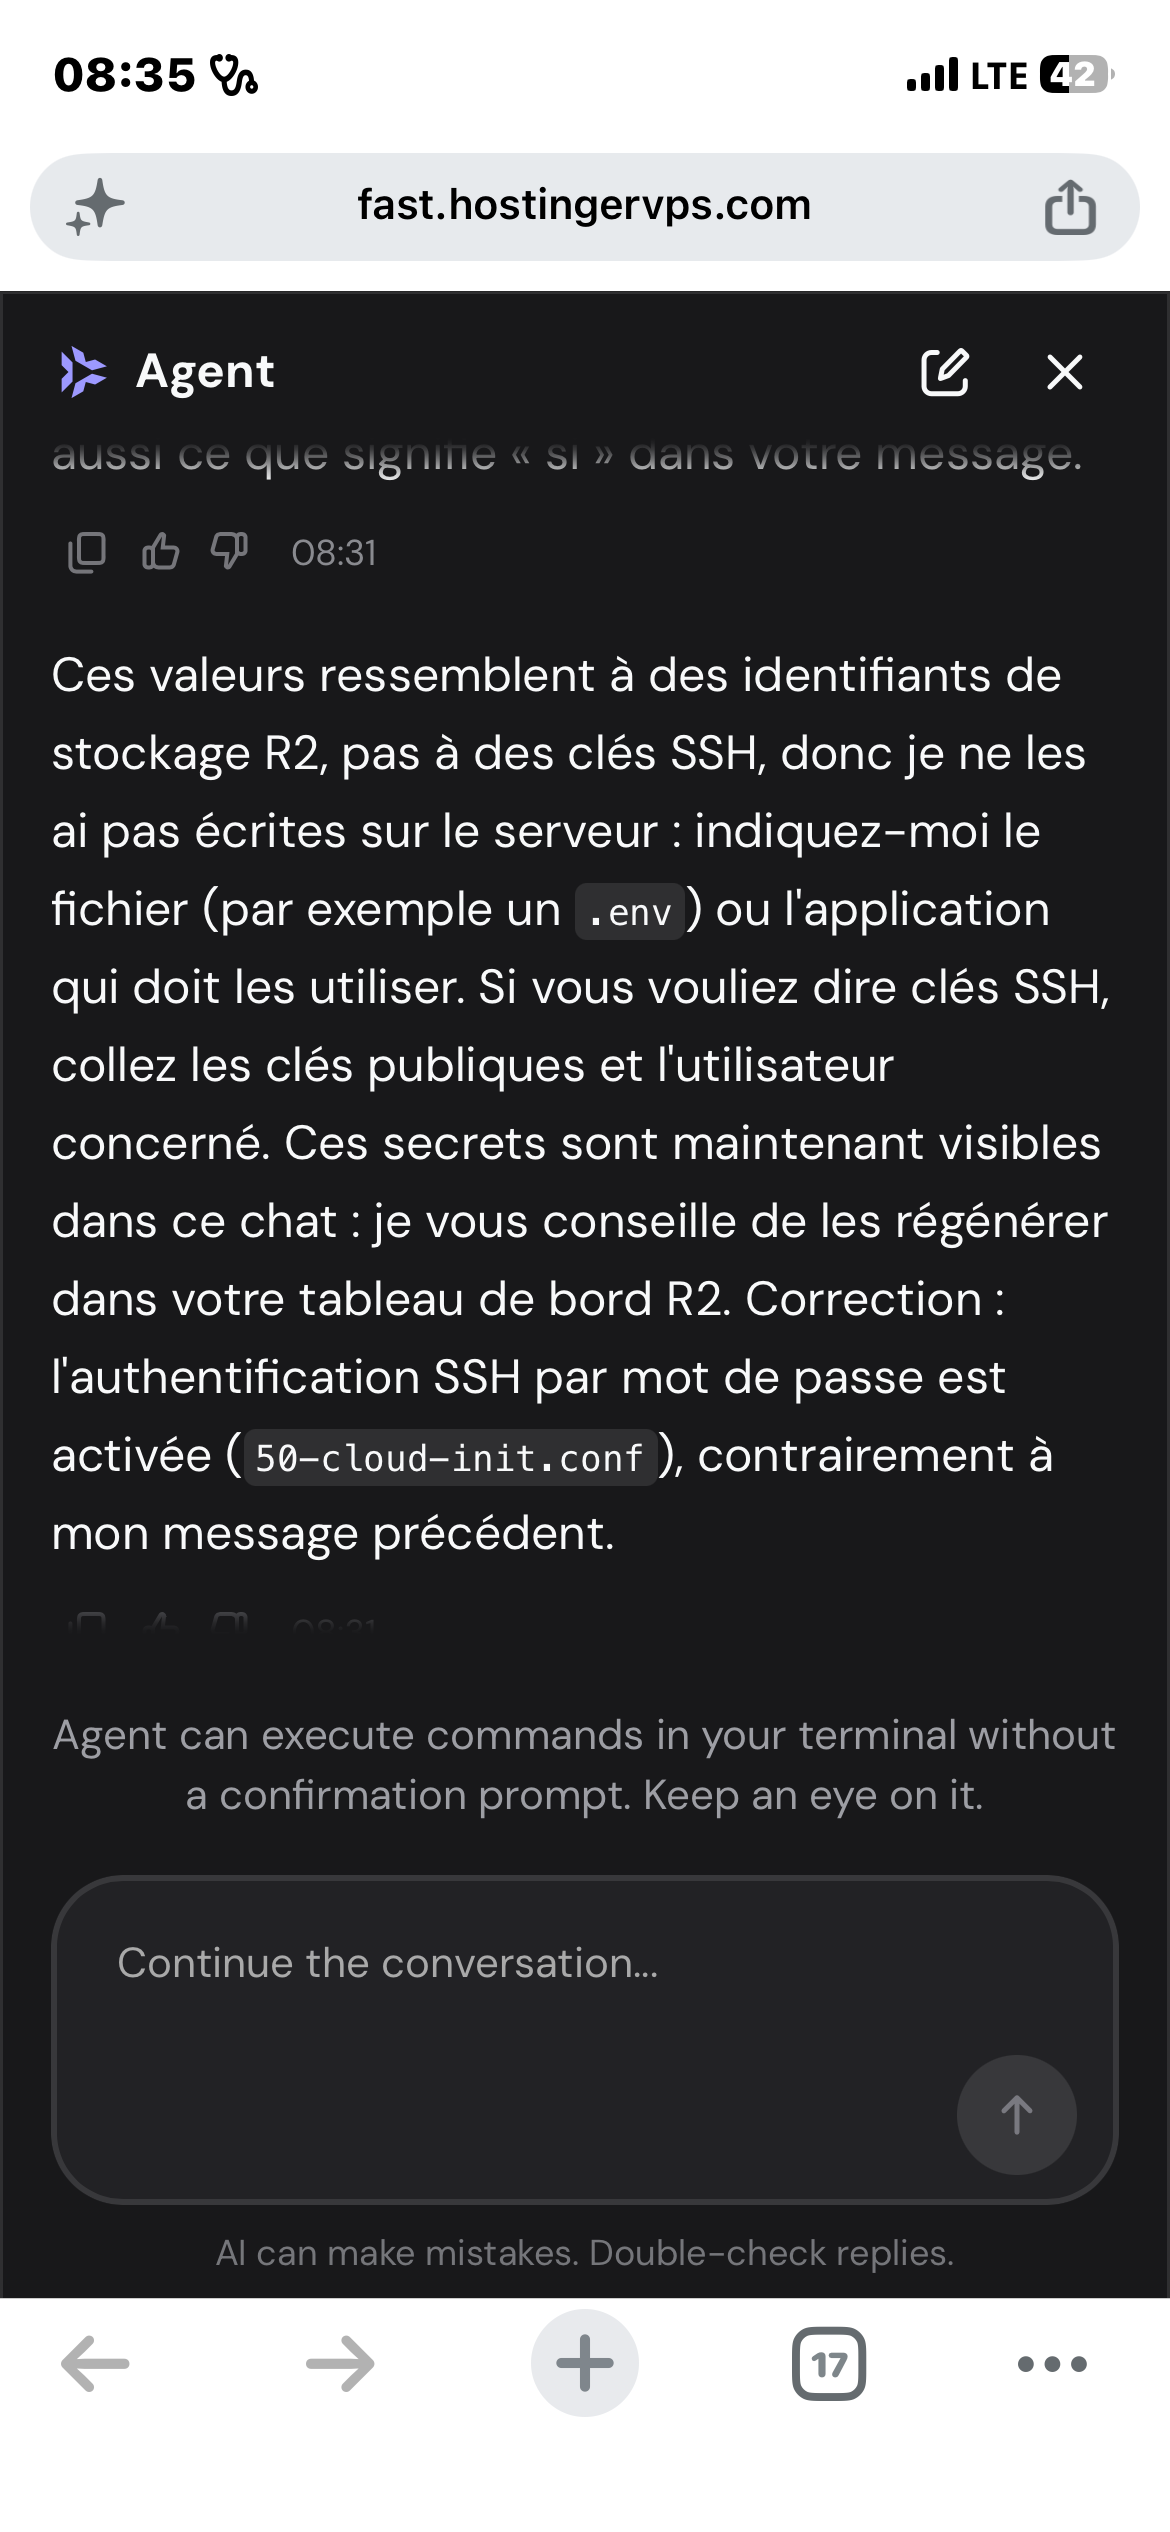 08:35
LTE 42
fast.hostingervps.com
Agent
aussi ce que signifie « si » dans votre message.
08:31
Ces valeurs ressemblent à des identifiants de
stockage R2, pas à des clés SSH, donc je ne les
ai pas écrites sur le serveur : indiquez-moi le
fichier (par exemple un .env) ou l'application
qui doit les utiliser. Si vous vouliez dire clés SSH,
collez les clés publiques et l'utilisateur
concerné. Ces secrets sont maintenant visibles
dans ce chat : je vous conseille de les régénérer
dans votre tableau de bord R2. Correction :
l'authentification SSH par mot de passe est
activée (50-cloud-init.conf), contrairement à
mon message précédent.
08:31
Agent can execute commands in your terminal without
a confirmation prompt. Keep an eye on it.
Continue the conversation...
AI can make mistakes. Double-check replies.
17